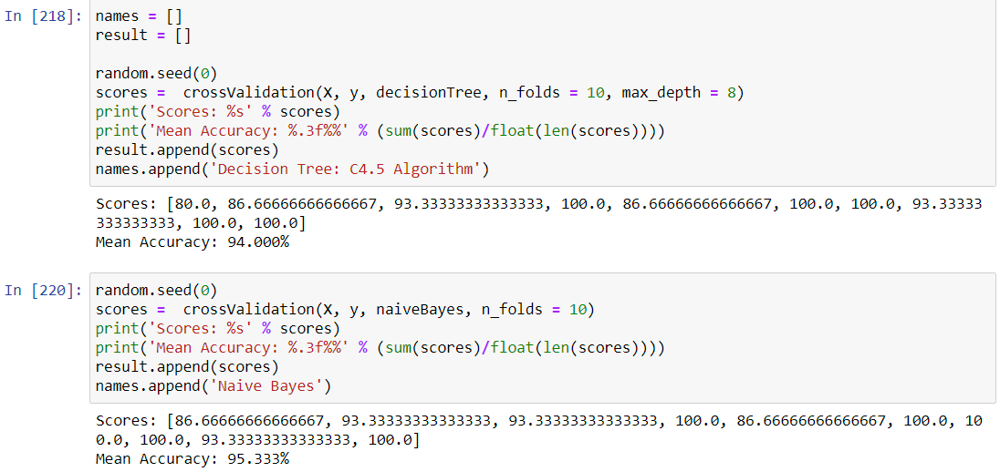 In [218]: names = []
result = []
random.seed(0)
scores =  crossValidation(X, y, decisionTree, n_folds = 10, max_depth = 8)
print('Scores: %s' % scores)
print('Mean Accuracy: %.3f%%' % (sum(scores)/float(len(scores))))
result.append(scores)
names.append('Decision Tree: C4.5 Algorithm')
Scores: [80.0, 86.66666666666667, 93.33333333333333, 100.0, 86.66666666666667, 100.0, 100.0, 93.33333
333333333, 100.0, 100.0]
Mean Accuracy: 94.000%
In [220]: random.seed(0)
scores =  crossValidation(X, y, naiveBayes, n_folds = 10)
print('Scores: %s' % scores)
print('Mean Accuracy: %.3f%%' % (sum(scores)/float(len(scores))))
result.append(scores)
names.append('Naive Bayes')
Scores: [86.66666666666667, 93.33333333333333, 93.33333333333333, 100.0, 86.66666666666667, 100.0, 10
0.0, 100.0, 93.33333333333333, 100.0]
Mean Accuracy: 95.333%